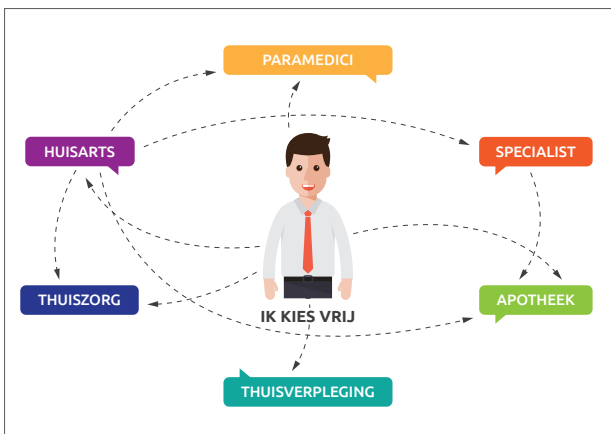 PARAMEDICI
HUISARTS
SPECIALIST
THUISZORG
APOTHEEK
IK KIES VRIJ
THUISVERPLEGING